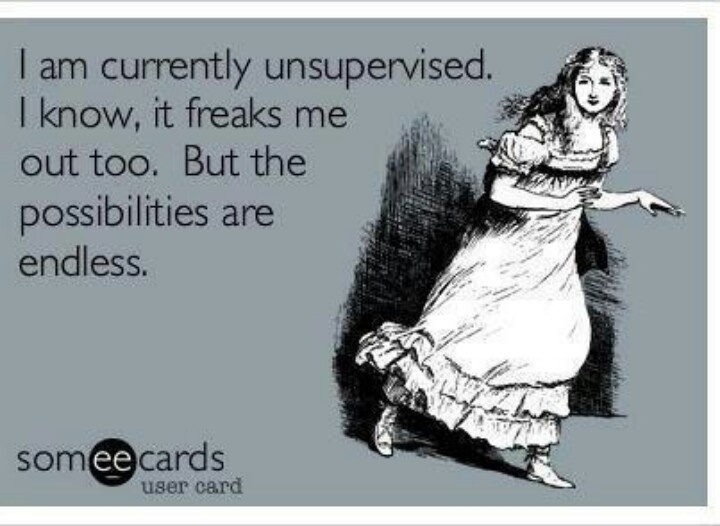 I am currently unsupervised.
I know, it freaks me
out too.  But the
possibilities are
endless.
someecards
user card